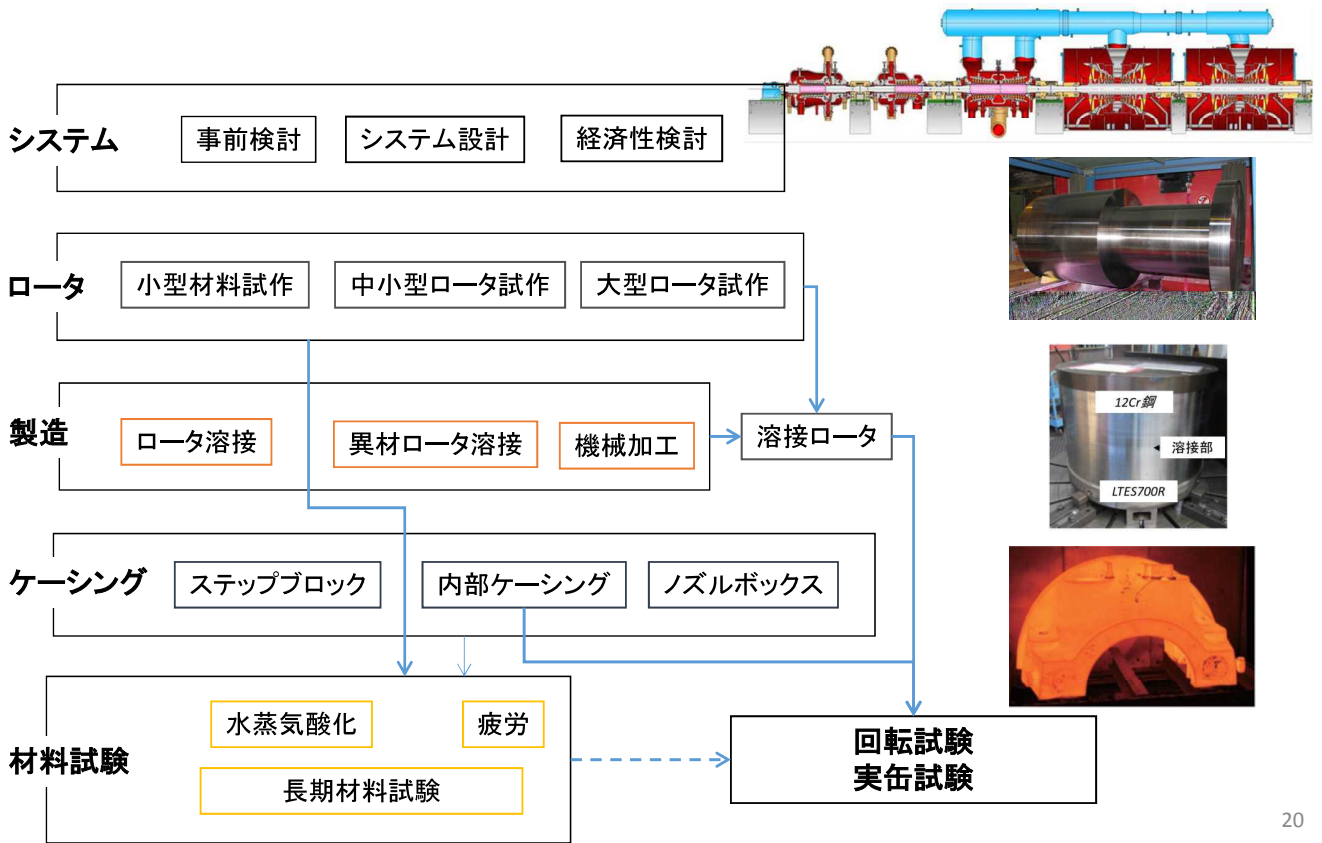 システム
事前検討
システム設計
経済性検討
ロータ
小型材料試作
中小型ロータ試作
大型ロータ試作
製造
ロータ溶接
異材ロータ溶接
機械加工
溶接ロータ
12Cr鋼
溶接部
LTES700R
ケーシング
ステップブロック
内部ケーシング
ノズルボックス
材料試験
水蒸気酸化
疲労
長期材料試験
回転試験
実缶試験
20